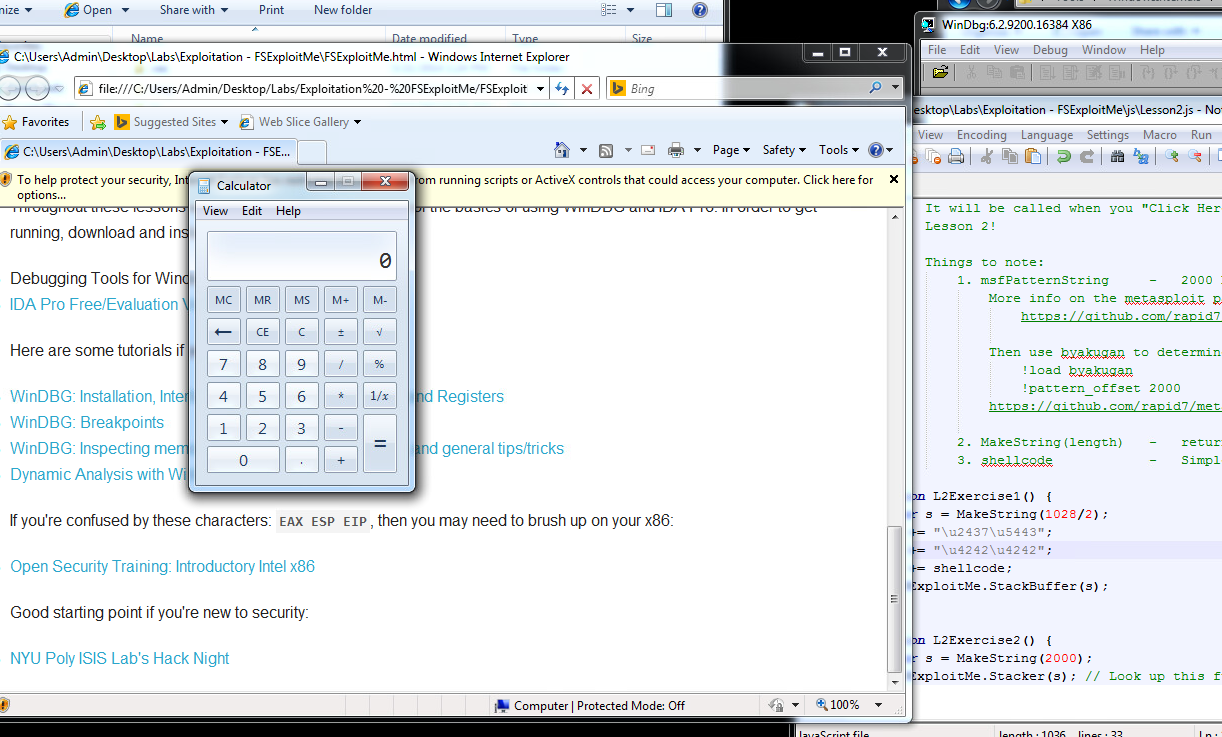 nize Open Share with Print New folder
Name Date modified Type Size
C:\Users\Admin\Desktop\Labs\Exploitation - FSExploitMe\FSExploitMe.html - Windows Internet Explorer
file:///C:/Users/Admin/Desktop/Labs/Exploitation%20-%20FSExploitMe/FSExploit
Bing
Favorites Suggested Sites Web Slice Gallery
C:\Users\Admin\Desktop\Labs\Exploitation - FSE...
Page Safety Tools
To help protect your security, Int
rom running scripts or ActiveX controls that could access your computer. Click here for
options...
Throughout these lessons
of the basics of using WinDBG and IDA Pro. In order to get
running, download and ins
Debugging Tools for Wind
IDA Pro Free/Evaluation V
Here are some tutorials if
WinDBG: Installation, Inter
nd Registers
WinDBG: Breakpoints
WinDBG: Inspecting mem
and general tips/tricks
Dynamic Analysis with Wi
If you're confused by these characters: EAX ESP EIP, then you may need to brush up on your x86:
Open Security Training: Introductory Intel x86
Good starting point if you're new to security:
NYU Poly ISIS Lab's Hack Night
Computer | Protected Mode: Off
100%
Calculator
View Edit Help
0
MC MR MS M+ M-
← CE C ± √
7 8 9 / %
4 5 6 * 1/x
1 2 3 - =
0 . +
WinDbg:6.2.9200.16384 X86
File Edit View Debug Window Help
esktop\Labs\Exploitation - FSExploitMe\js\Lesson2.js - No
View Encoding Language Settings Macro Run
It will be called when you "Click Her
Lesson 2!
Things to note:
1. msfPatternString - 2000
More info on the metasploit p
https://github.com/rapid7/
Then use byakugan to determin
!load byakugan
!pattern_offset 2000
https://github.com/rapid7/met
2. MakeString(length) - retur
3. shellcode - Simpl
on L2Exercise1() {
r s = MakeString(1028/2);
+= "\u2437\u5443";
+= "\u4242\u4242";
+= shellcode;
ExploitMe.StackBuffer(s);
on L2Exercise2() {
r s = MakeString(2000);
ExploitMe.Stacker(s); // Look up this f
JavaScript file length : 1036 lines : 33 Ln :